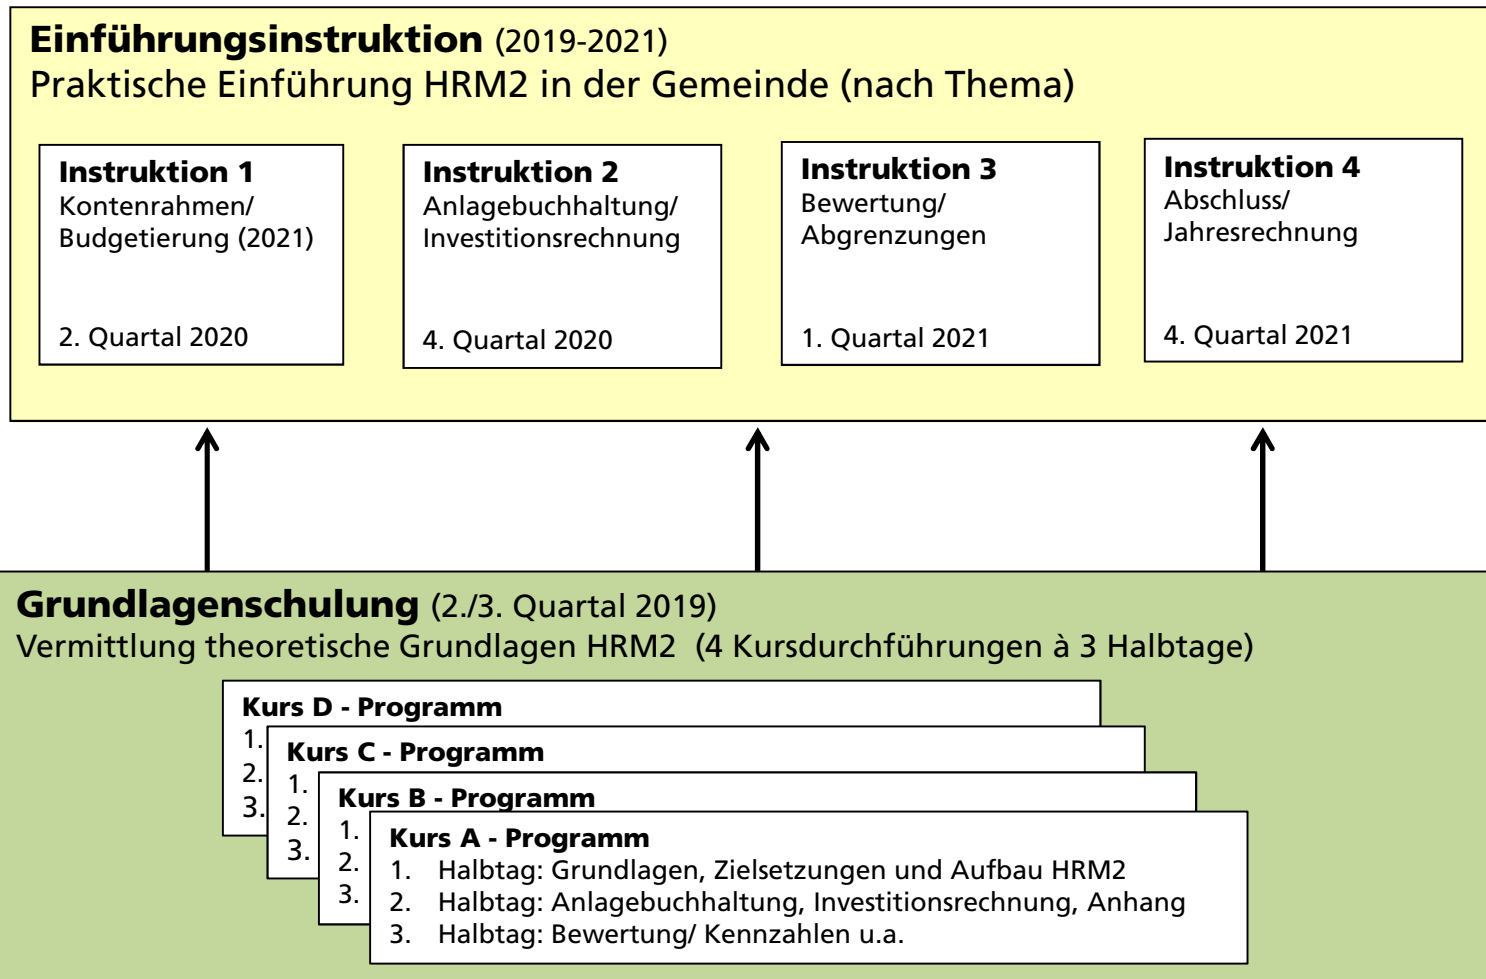 Einführungsinstruktion (2019-2021)
Praktische Einführung HRM2 in der Gemeinde (nach Thema)
Instruktion 1
Kontenrahmen/
Budgetierung (2021)
2. Quartal 2020
Instruktion 2
Anlagebuchhaltung/
Investitionsrechnung
4. Quartal 2020
Instruktion 3
Bewertung/
Abgrenzungen
1. Quartal 2021
Instruktion 4
Abschluss/
Jahresrechnung
4. Quartal 2021
Grundlagenschulung (2./3. Quartal 2019)
Vermittlung theoretische Grundlagen HRM2 (4 Kursdurchführungen à 3 Halbtage)
Kurs D - Programm
1.
2.
3.
Kurs C - Programm
1.
2.
3.
Kurs B - Programm
1.
2.
3.
Kurs A - Programm
1. Halbtag: Grundlagen, Zielsetzungen und Aufbau HRM2
2. Halbtag: Anlagebuchhaltung, Investitionsrechnung, Anhang
3. Halbtag: Bewertung/ Kennzahlen u.a.